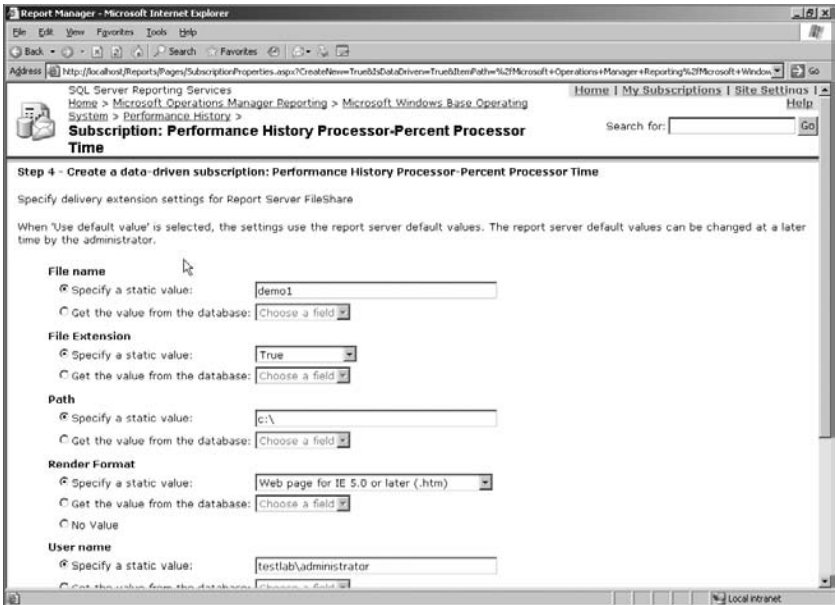 Report Manager - Microsoft Internet Explorer
File Edit View Favorites Tools Help
Back Search Favorites
Address http://localhost/Reports/Pages/SubscriptionProperties.aspx?CreateNew=True&IsDataDriven=True&ItemPath=%2fMicrosoft+Operations+Manager+Reporting%2fMicrosoft+Window Go
SQL Server Reporting Services
Home | My Subscriptions | Site Settings |
Help
Home > Microsoft Operations Manager Reporting > Microsoft Windows Base Operating
System > Performance History >
Subscription: Performance History Processor-Percent Processor
Time
Search for: Go
Step 4 - Create a data-driven subscription: Performance History Processor-Percent Processor Time
Specify delivery extension settings for Report Server FileShare
When 'Use default value' is selected, the settings use the report server default values. The report server default values can be changed at a later
time by the administrator.
File name
Specify a static value: demo1
Get the value from the database: Choose a field
File Extension
Specify a static value: True
Get the value from the database: Choose a field
Path
Specify a static value: c:\
Get the value from the database: Choose a field
Render Format
Specify a static value: Web page for IE 5.0 or later (.htm)
Get the value from the database: Choose a field
No Value
User name
Specify a static value: testlab\administrator
Get the value from the database: Choose a field
Local intranet